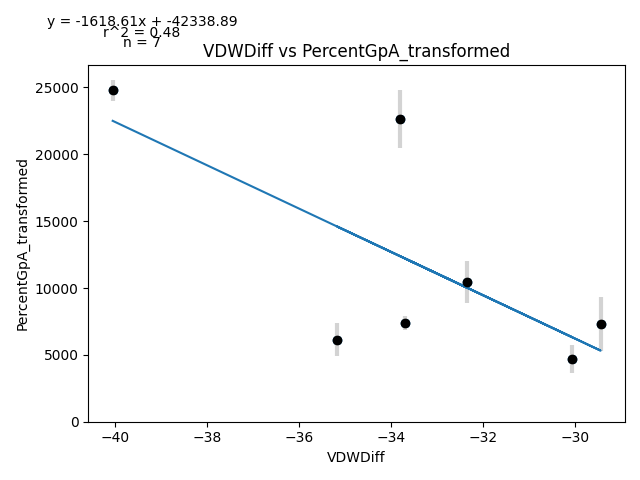 y = -1618.61x + -42338.89
r^2 = 0.48
n = 7
VDWDiff vs PercentGpA_transformed
25000
20000
15000
10000
5000
0
PercentGpA_transformed
−40
−38
−36
−34
−32
−30
VDWDiff